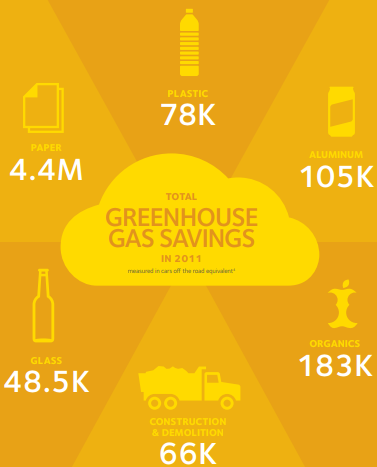 PLASTIC
78K
PAPER
4.4M
ALUMINUM
105K
TOTAL
GREENHOUSE
GAS SAVINGS
IN 2011
measured in cars off the road equivalent*
GLASS
48.5K
ORGANICS
183K
CONSTRUCTION
& DEMOLITION
66K